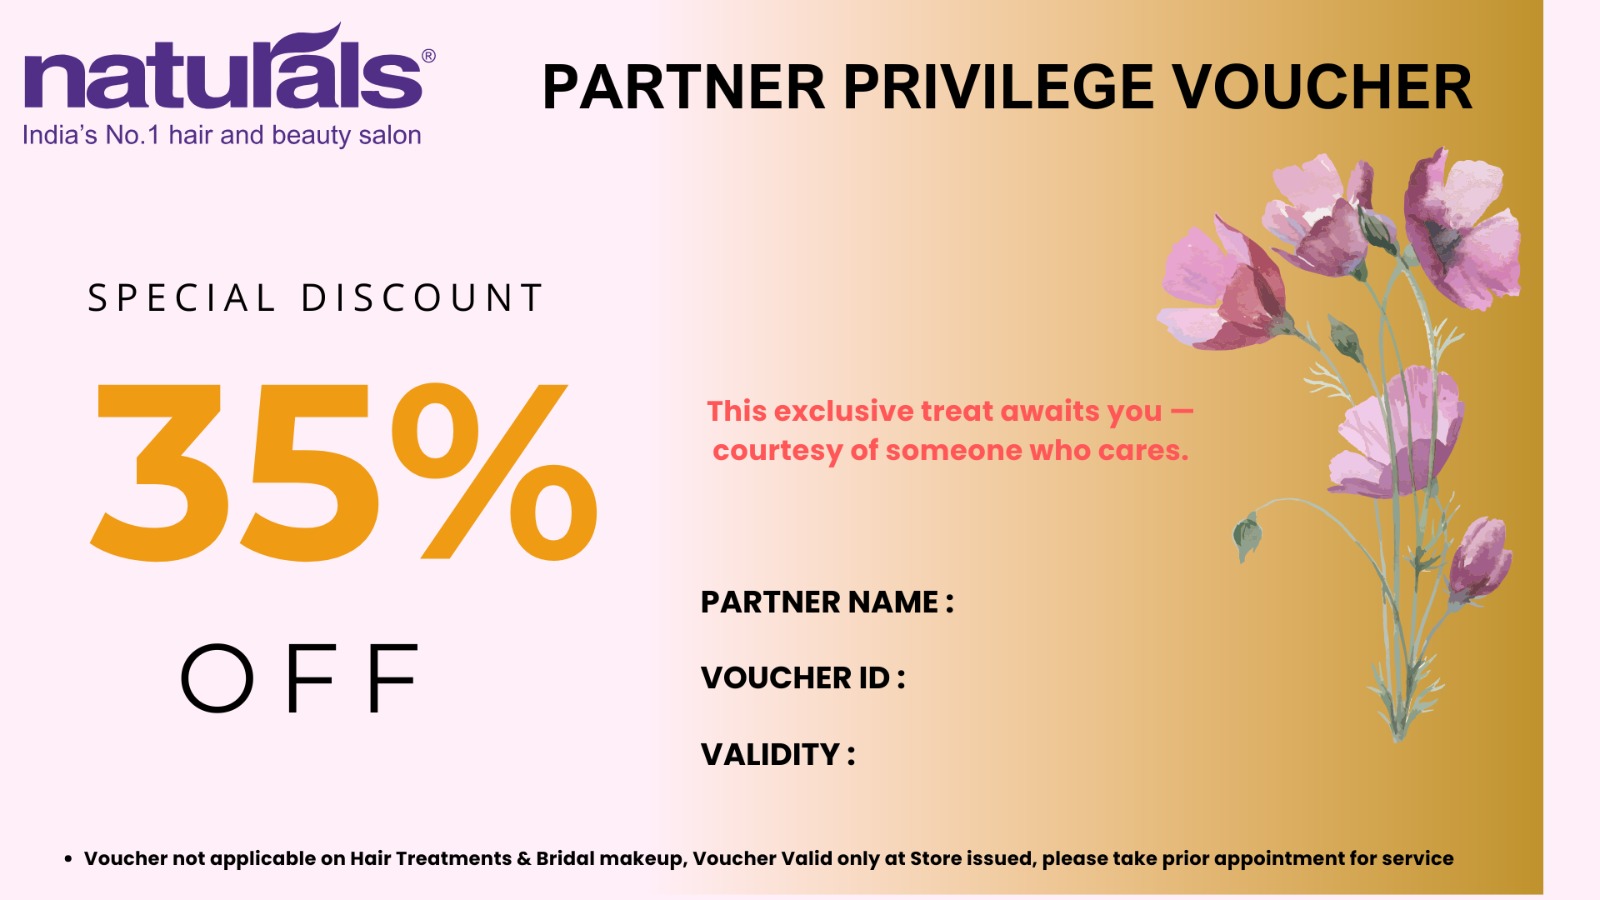 naturals®
India's No.1 hair and beauty salon
PARTNER PRIVILEGE VOUCHER
SPECIAL DISCOUNT
35%
OFF
This exclusive treat awaits you —
courtesy of someone who cares.
PARTNER NAME :
VOUCHER ID :
VALIDITY :
• Voucher not applicable on Hair Treatments & Bridal makeup, Voucher Valid only at Store issued, please take prior appointment for service